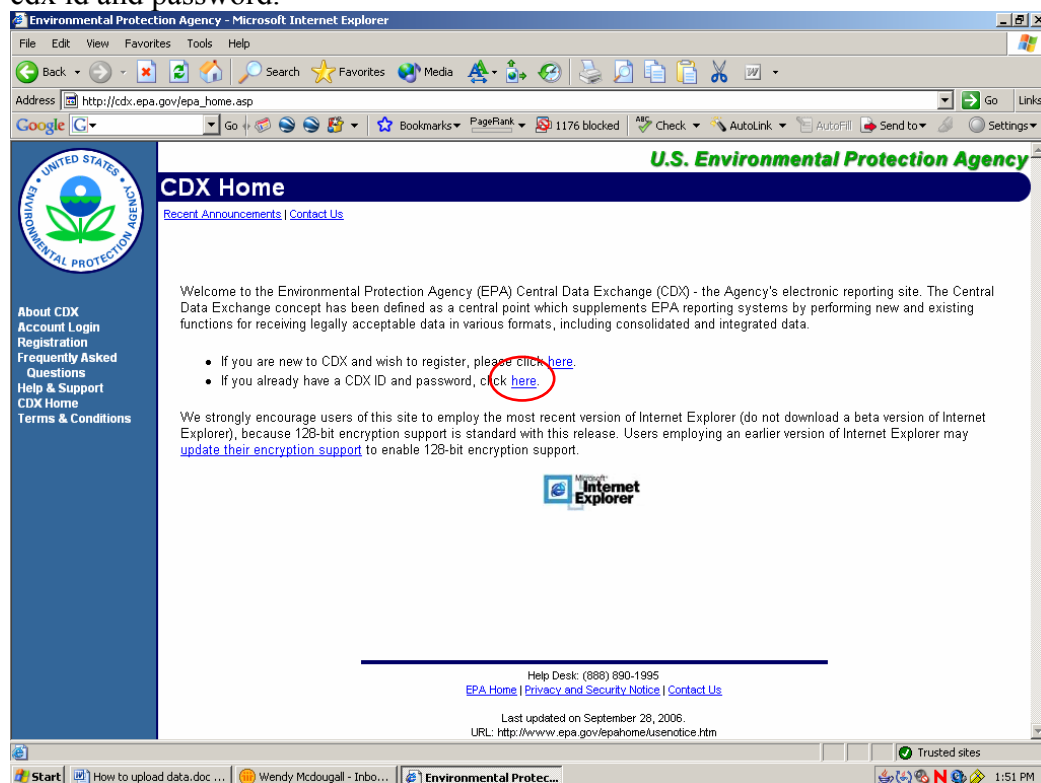 cdx id and password.
Environmental Protection Agency - Microsoft Internet Explorer
File Edit View Favorites Tools Help
Back Search Favorites Media
Address http://cdx.epa.gov/epa_home.asp Go Links
Google G Go Bookmarks PageRank 1176 blocked ABC Check AutoLink AutoFill Send to Settings
UNITED STATES ENVIRONMENTAL PROTECTION AGENCY
U.S. Environmental Protection Agency
CDX Home
Recent Announcements | Contact Us
About CDX
Account Login
Registration
Frequently Asked
Questions
Help & Support
CDX Home
Terms & Conditions
Welcome to the Environmental Protection Agency (EPA) Central Data Exchange (CDX) - the Agency's electronic reporting site. The Central
Data Exchange concept has been defined as a central point which supplements EPA reporting systems by performing new and existing
functions for receiving legally acceptable data in various formats, including consolidated and integrated data.
• If you are new to CDX and wish to register, please click here.
• If you already have a CDX ID and password, click here.
We strongly encourage users of this site to employ the most recent version of Internet Explorer (do not download a beta version of Internet
Explorer), because 128-bit encryption support is standard with this release. Users employing an earlier version of Internet Explorer may
update their encryption support to enable 128-bit encryption support.
Microsoft
Internet
Explorer
Help Desk: (888) 890-1995
EPA Home | Privacy and Security Notice | Contact Us
Last updated on September 28, 2006.
URL: http://www.epa.gov/epahome/usenotice.htm
Trusted sites
Start How to upload data.doc ... Wendy Mcdougall - Inbo... Environmental Protec... N 1:51 PM